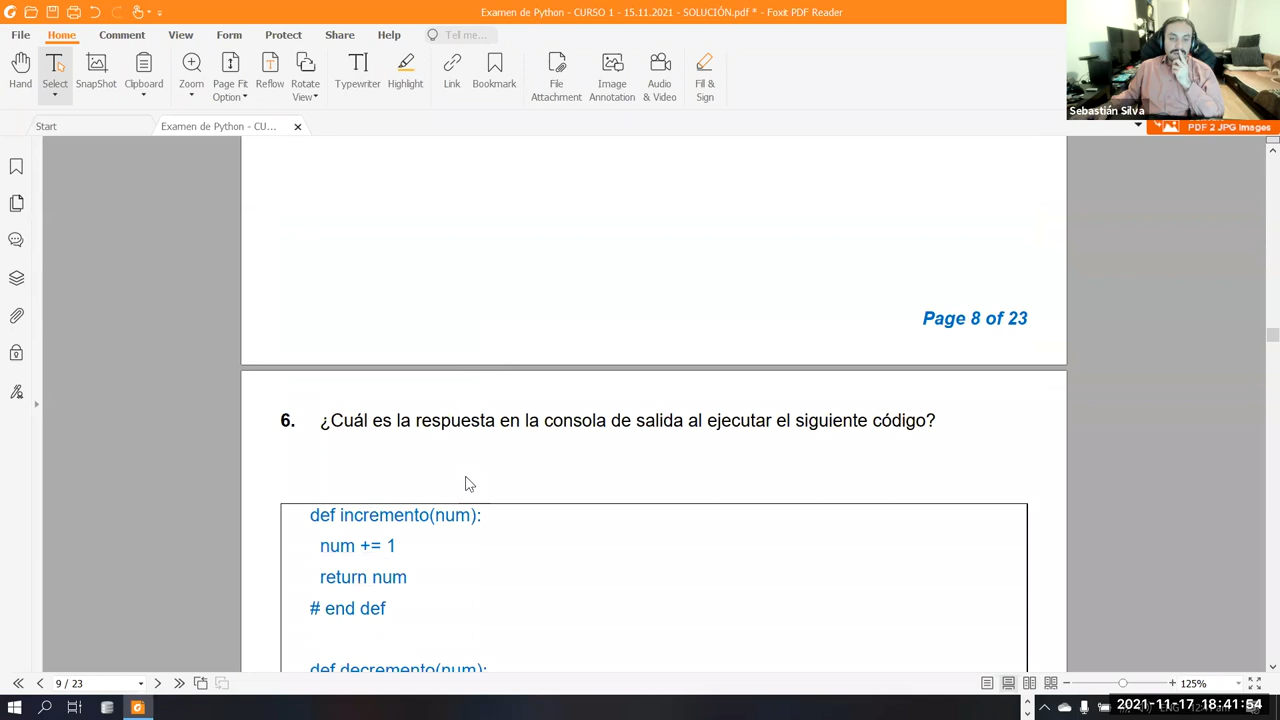 Examen de Python - CURSO 1 - 15.11.2021 - SOLUCIÓN.pdf * - Foxit PDF Reader
File Home Comment View Form Protect Share Help Tell me...
Hand Select SnapShot Clipboard Zoom Page Fit Option Reflow Rotate View Typewriter Highlight Link Bookmark File Attachment Image Annotation Audio & Video Fill & Sign
Sebastián Silva
Start Examen de Python - CU...
PDF 2 JPG Images
Page 8 of 23
6. ¿Cuál es la respuesta en la consola de salida al ejecutar el siguiente código?
def incremento(num):
num += 1
return num
# end def
def decremento(num):
9 / 23
125%
2021-11-17 18:41:54